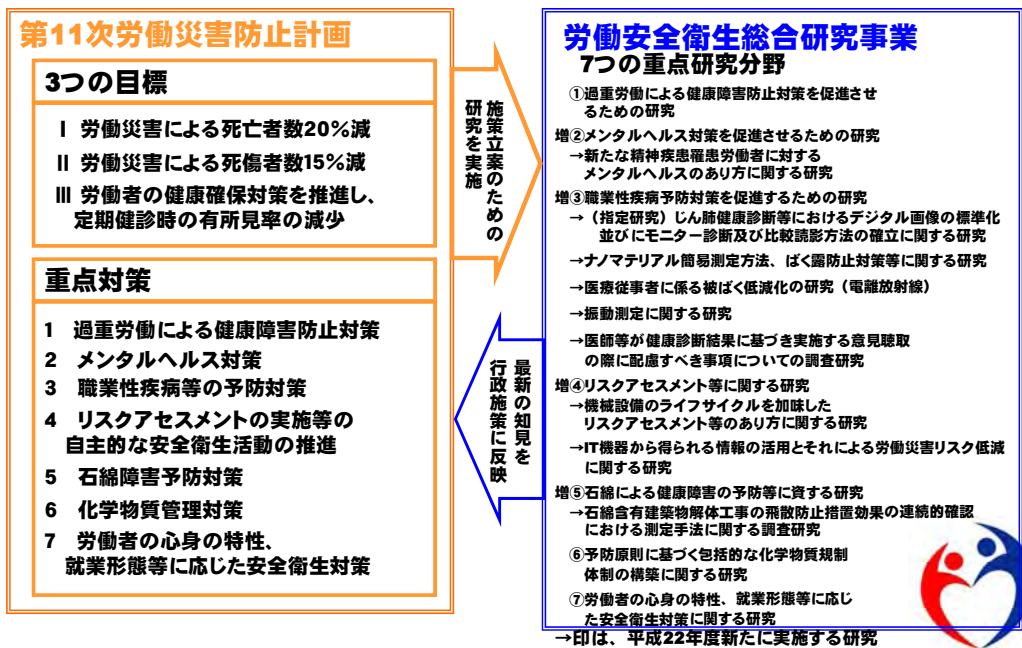 第11次労働災害防止計画
3つの目標
Ⅰ 労働災害による死亡者数20%減
Ⅱ 労働災害による死傷者数15%減
Ⅲ 労働者の健康確保対策を推進し、
定期健診時の有所見率の減少
重点対策
1 過重労働による健康障害防止対策
2 メンタルヘルス対策
3 職業性疾病等の予防対策
4 リスクアセスメントの実施等の
自主的な安全衛生活動の推進
5 石綿障害予防対策
6 化学物質管理対策
7 労働者の心身の特性、
就業形態等に応じた安全衛生対策
施策立案のための
研究を実施
最新の知見を
行政施策に反映
労働安全衛生総合研究事業
7つの重点研究分野
①過重労働による健康障害防止対策を促進させ
るための研究
増②メンタルヘルス対策を促進させるための研究
→新たな精神疾患罹患労働者に対する
メンタルヘルスのあり方に関する研究
増③職業性疾病予防対策を促進するための研究
→(指定研究)じん肺健康診断等におけるデジタル画像の標準化
並びにモニター診断及び比較読影方法の確立に関する研究
→ナノマテリアル簡易測定方法、ばく露防止対策等に関する研究
→医療従事者に係る被ばく低減化の研究(電離放射線)
→振動測定に関する研究
→医師等が健康診断結果に基づき実施する意見聴取
の際に配慮すべき事項についての調査研究
増④リスクアセスメント等に関する研究
→機械設備のライフサイクルを加味した
リスクアセスメント等のあり方に関する研究
→IT機器から得られる情報の活用とそれによる労働災害リスク低減
に関する研究
増⑤石綿による健康障害の予防等に資する研究
→石綿含有建築物解体工事の飛散防止措置効果の連続的確認
における測定手法に関する調査研究
⑥予防原則に基づく包括的な化学物質規制
体制の構築に関する研究
⑦労働者の心身の特性、就業形態等に応じ
た安全衛生対策に関する研究
→印は、平成22年度新たに実施する研究